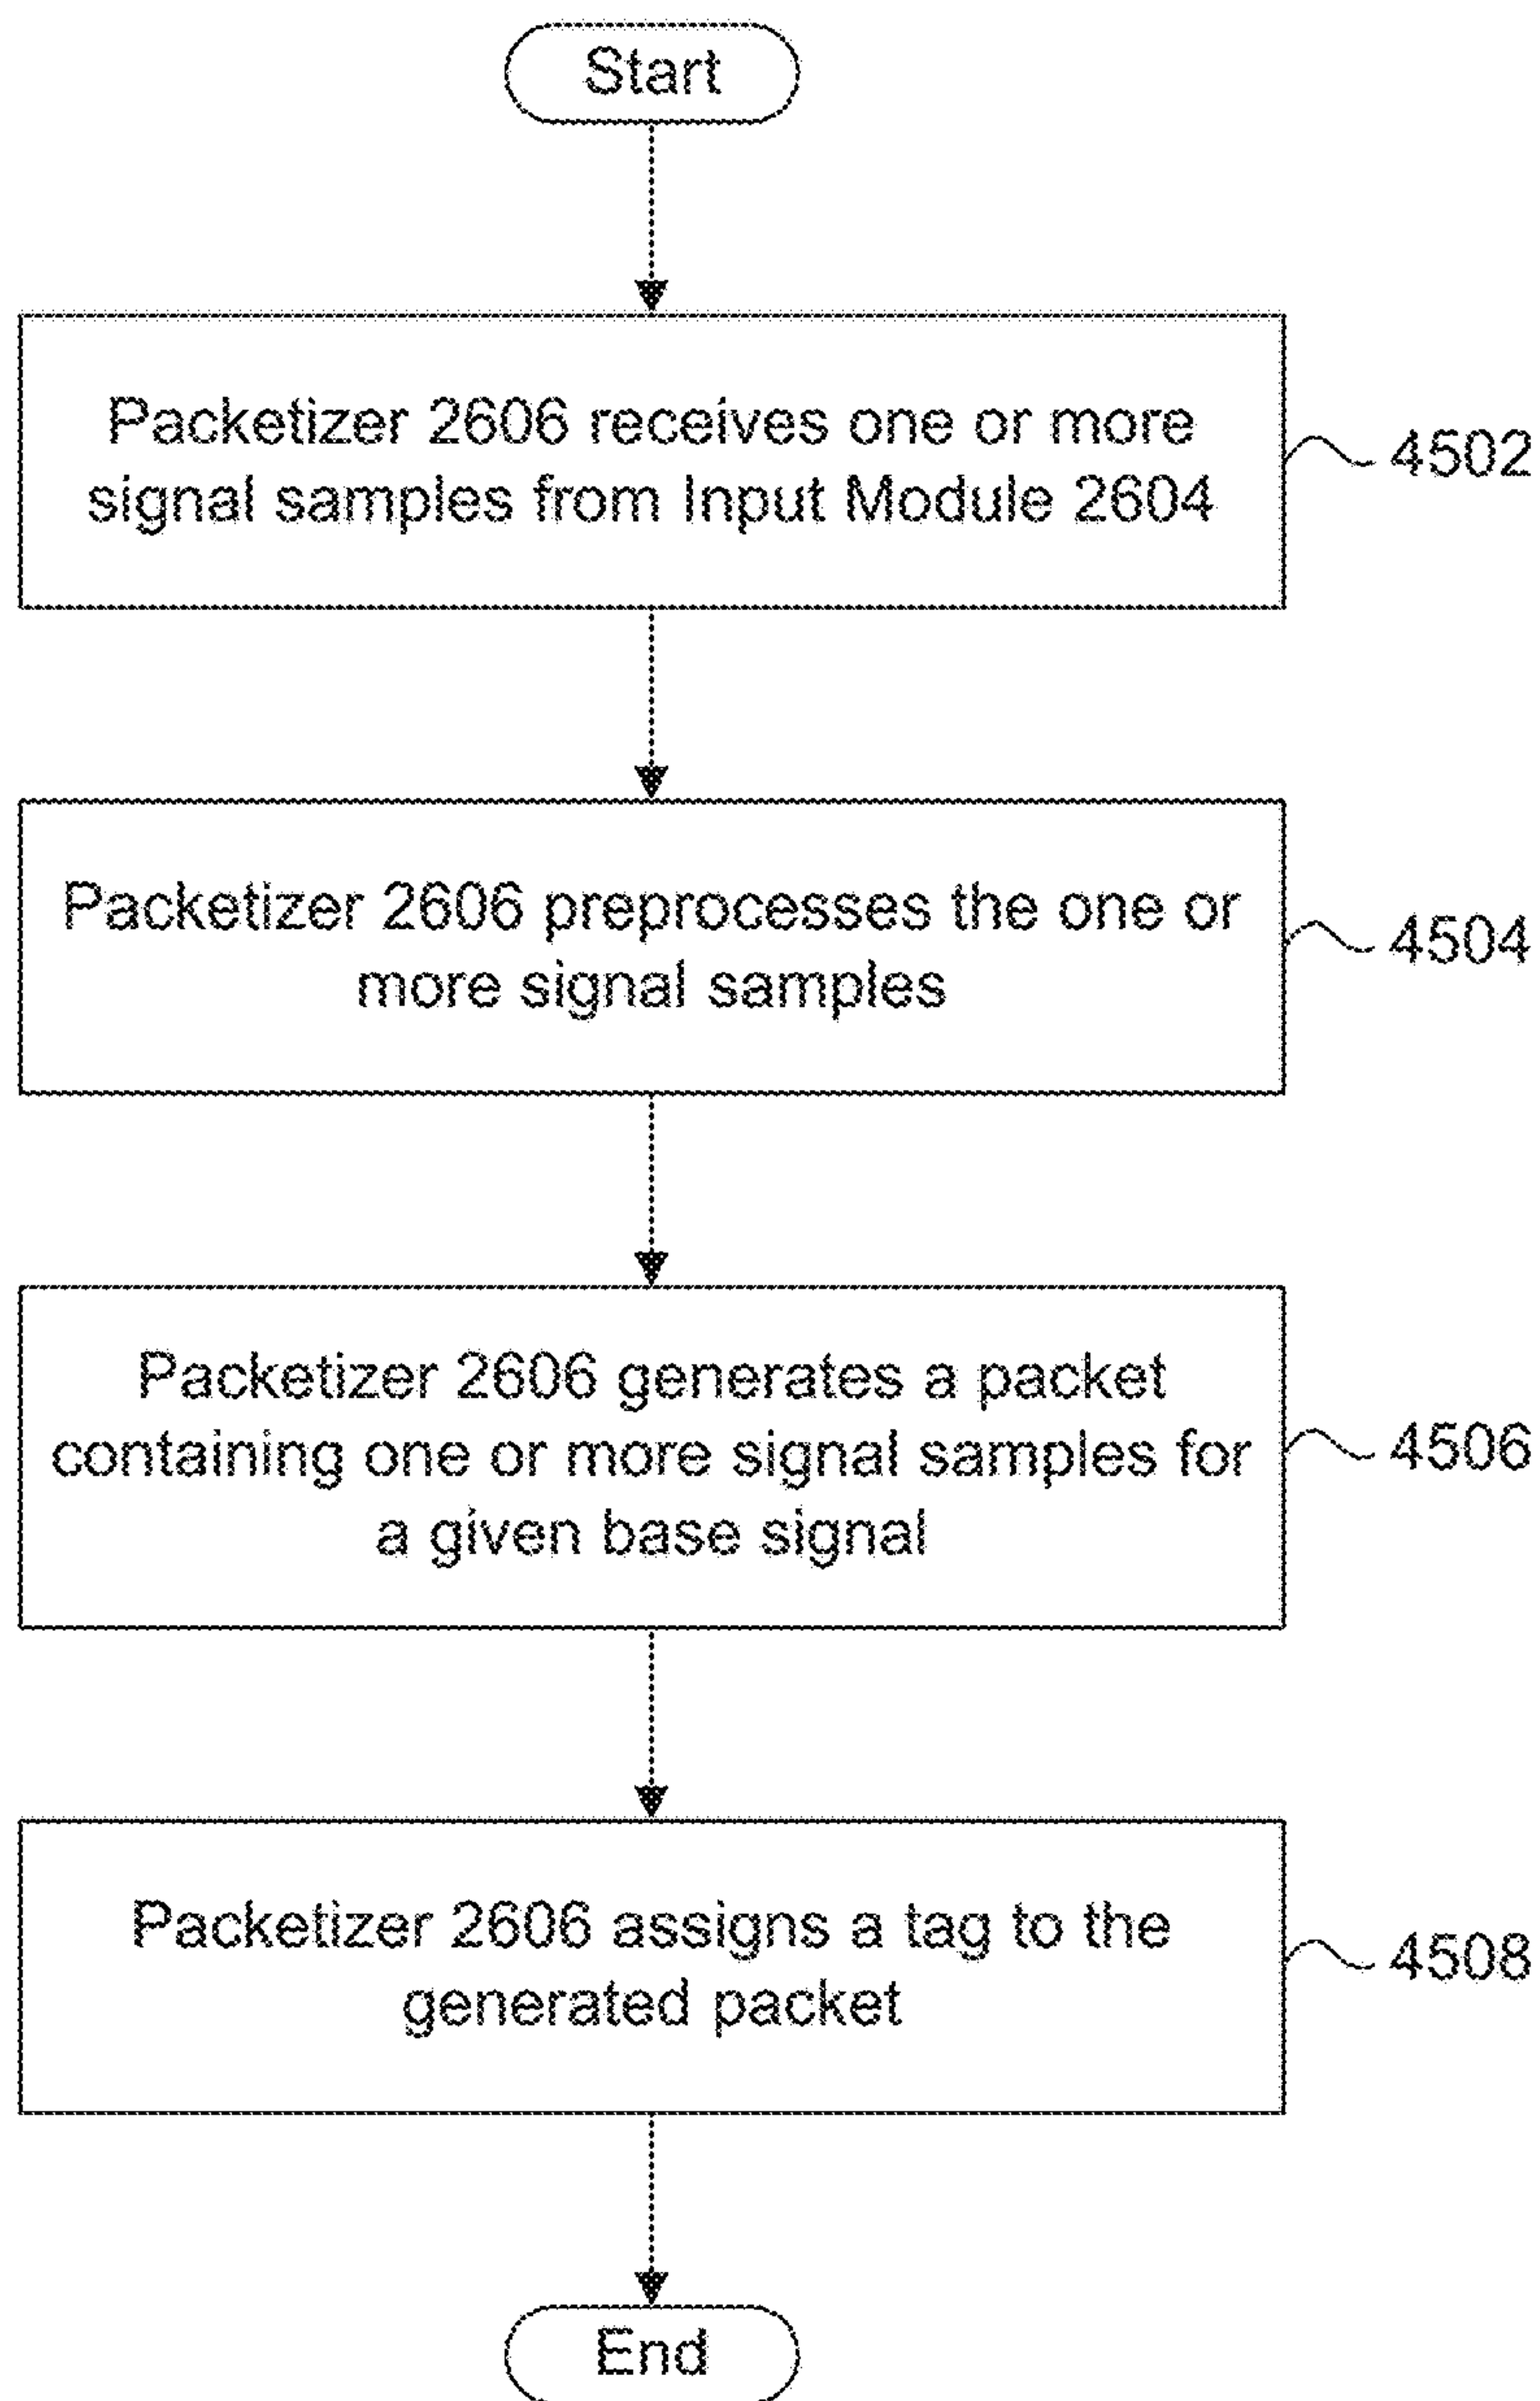 Start
Packetizer 2606 receives one or more
signal samples from Input Module 2604
4502
Packetizer 2606 preprocesses the one or
more signal samples
4504
Packetizer 2606 generates a packet
containing one or more signal samples for
a given base signal
4506
Packetizer 2606 assigns a tag to the
generated packet
4508
End